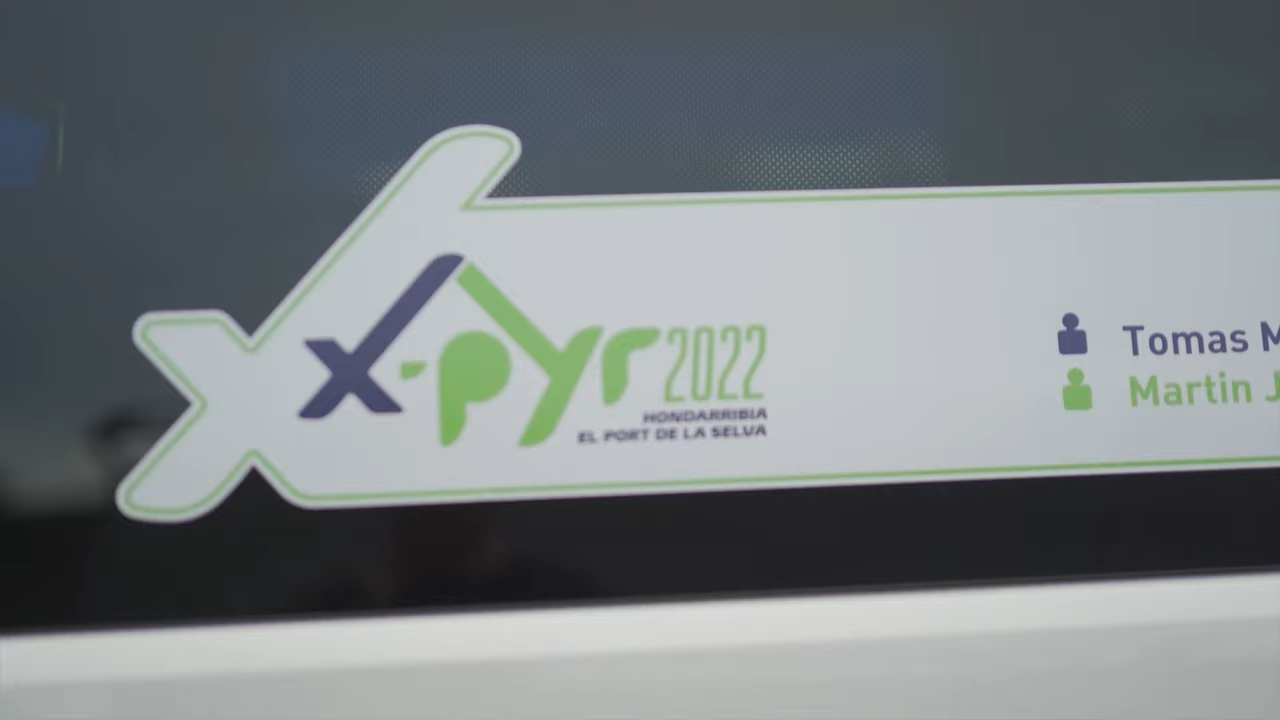 x-pyr 2022
HONDARRIBIA
EL PORT DE LA SELVA
Tomas M
Martin J